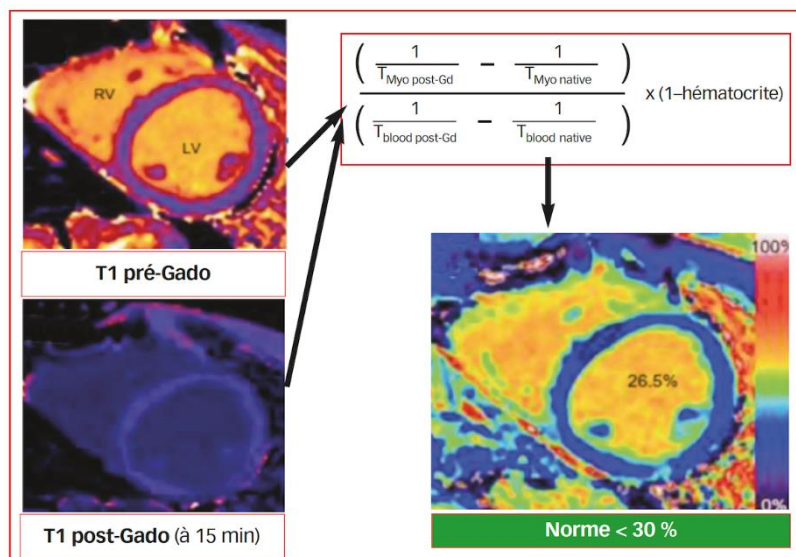 RV
LV
T1 pré-Gado
T1 post-Gado (à 15 min)
( 1 / T Myo post-Gd − 1 / T Myo native )
( 1 / T blood post-Gd − 1 / T blood native )
x (1–hématocrite)
100%
26.5%
0%
Norme < 30 %